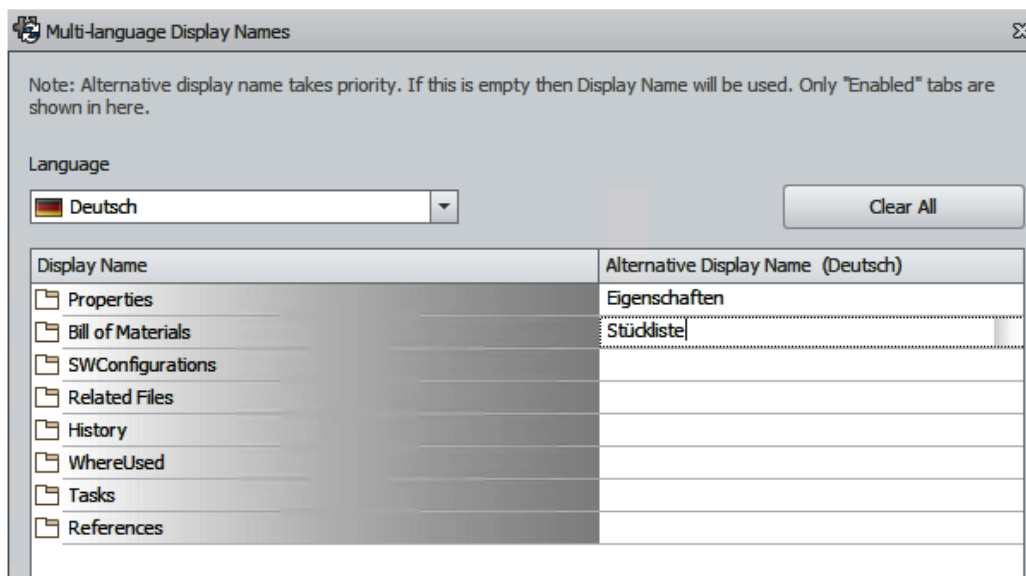 Multi-language Display Names
Note: Alternative display name takes priority. If this is empty then Display Name will be used. Only "Enabled" tabs are
shown in here.
Language
Deutsch
Clear All
Display Name Alternative Display Name (Deutsch)
Properties Eigenschaften
Bill of Materials Stückliste
SWConfigurations
Related Files
History
WhereUsed
Tasks
References